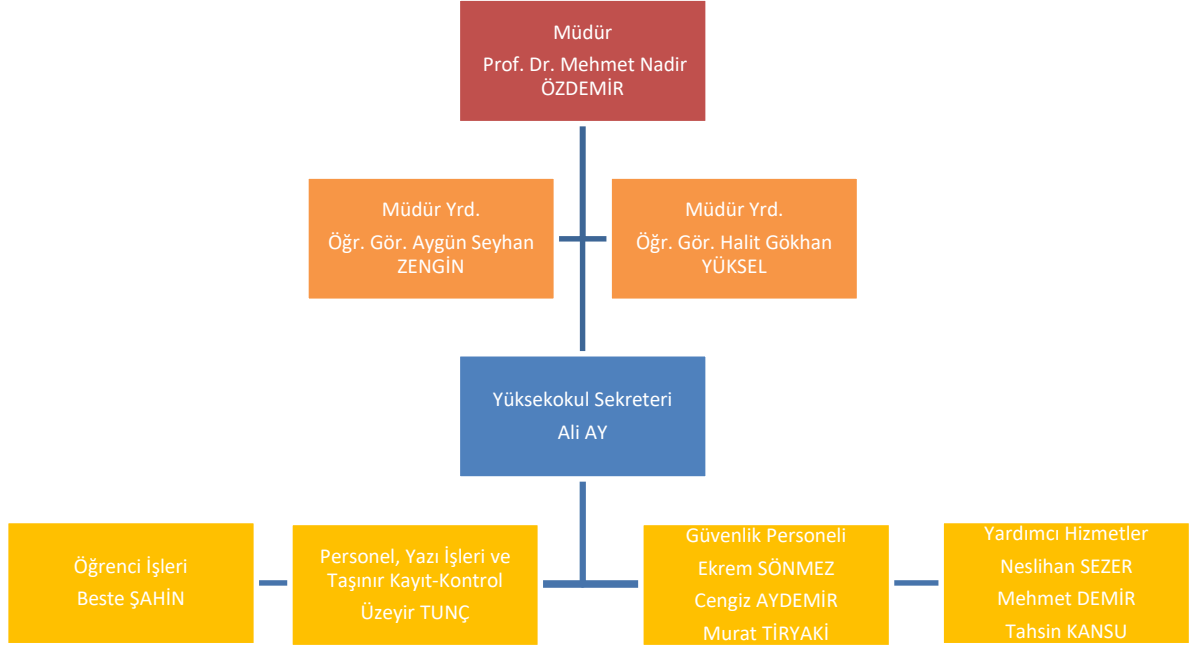 Müdür
Prof. Dr. Mehmet Nadir
ÖZDEMİR
Müdür Yrd.
Öğr. Gör. Aygün Seyhan
ZENGİN
Müdür Yrd.
Öğr. Gör. Halit Gökhan
YÜKSEL
Yüksekokul Sekreteri
Ali AY
Öğrenci İşleri
Beste ŞAHİN
Personel, Yazı İşleri ve
Taşınır Kayıt-Kontrol
Üzeyir TUNÇ
Güvenlik Personeli
Ekrem SÖNMEZ
Cengiz AYDEMİR
Murat TİRYAKİ
Yardımcı Hizmetler
Neslihan SEZER
Mehmet DEMİR
Tahsin KANSU